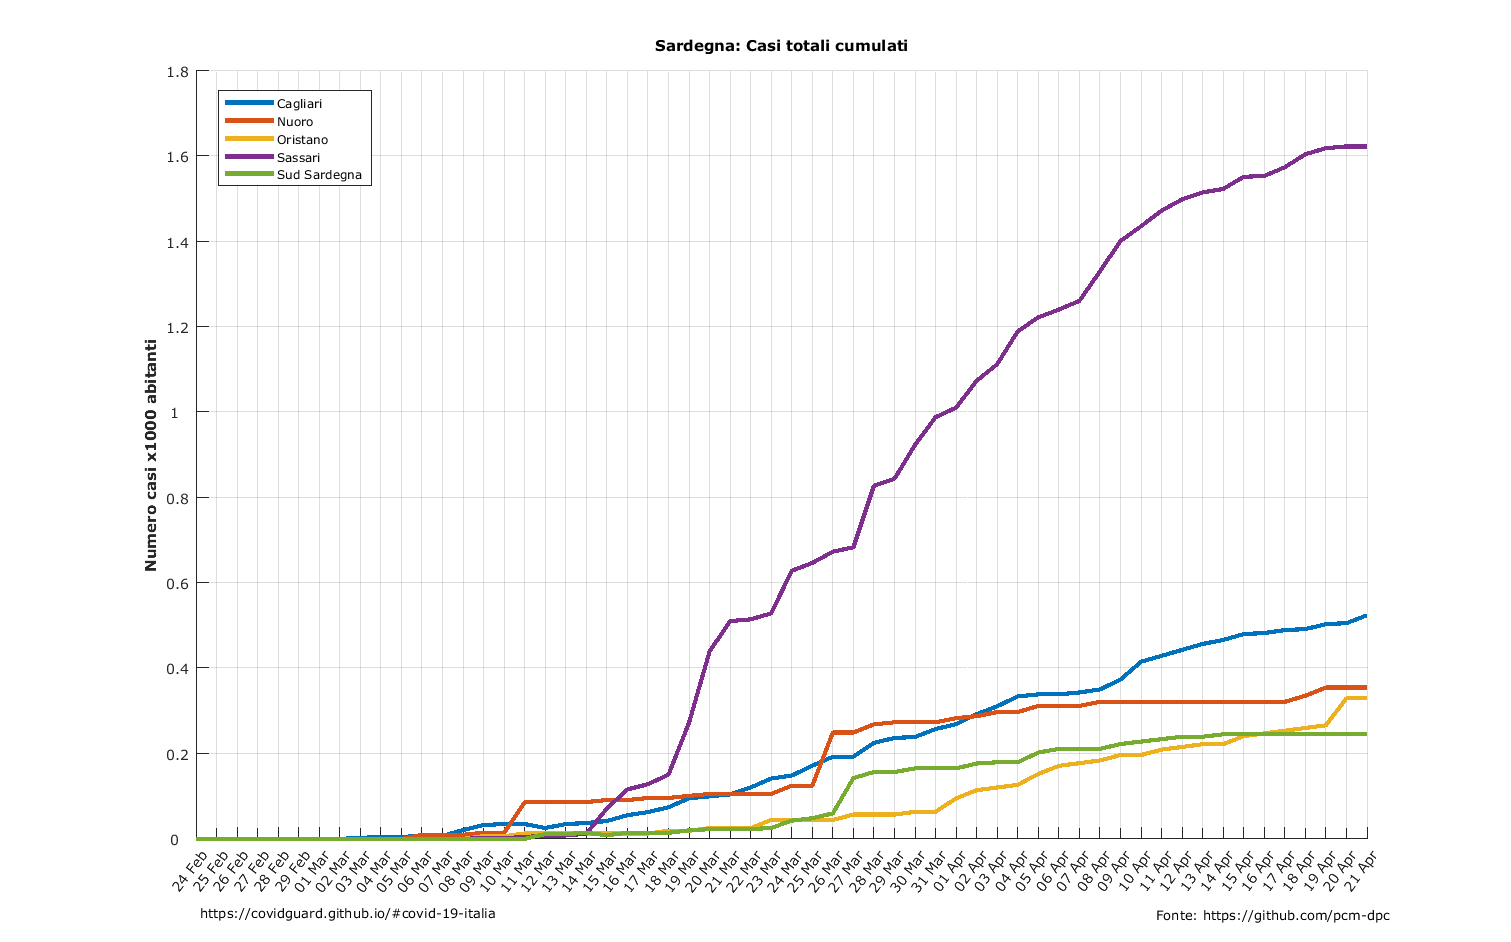 Sardegna: Casi totali cumulati
1.8
1.6
1.4
1.2
1
0.8
0.6
0.4
0.2
0
Numero casi x1000 abitanti
Cagliari
Nuoro
Oristano
Sassari
Sud Sardegna
24 Feb
25 Feb
26 Feb
27 Feb
28 Feb
29 Feb
01 Mar
02 Mar
03 Mar
04 Mar
05 Mar
06 Mar
07 Mar
08 Mar
09 Mar
10 Mar
11 Mar
12 Mar
13 Mar
14 Mar
15 Mar
16 Mar
17 Mar
18 Mar
19 Mar
20 Mar
21 Mar
22 Mar
23 Mar
24 Mar
25 Mar
26 Mar
27 Mar
28 Mar
29 Mar
30 Mar
31 Mar
01 Apr
02 Apr
03 Apr
04 Apr
05 Apr
06 Apr
07 Apr
08 Apr
09 Apr
10 Apr
11 Apr
12 Apr
13 Apr
14 Apr
15 Apr
16 Apr
17 Apr
18 Apr
19 Apr
20 Apr
21 Apr
https://covidguard.github.io/#covid-19-italia
Fonte: https://github.com/pcm-dpc